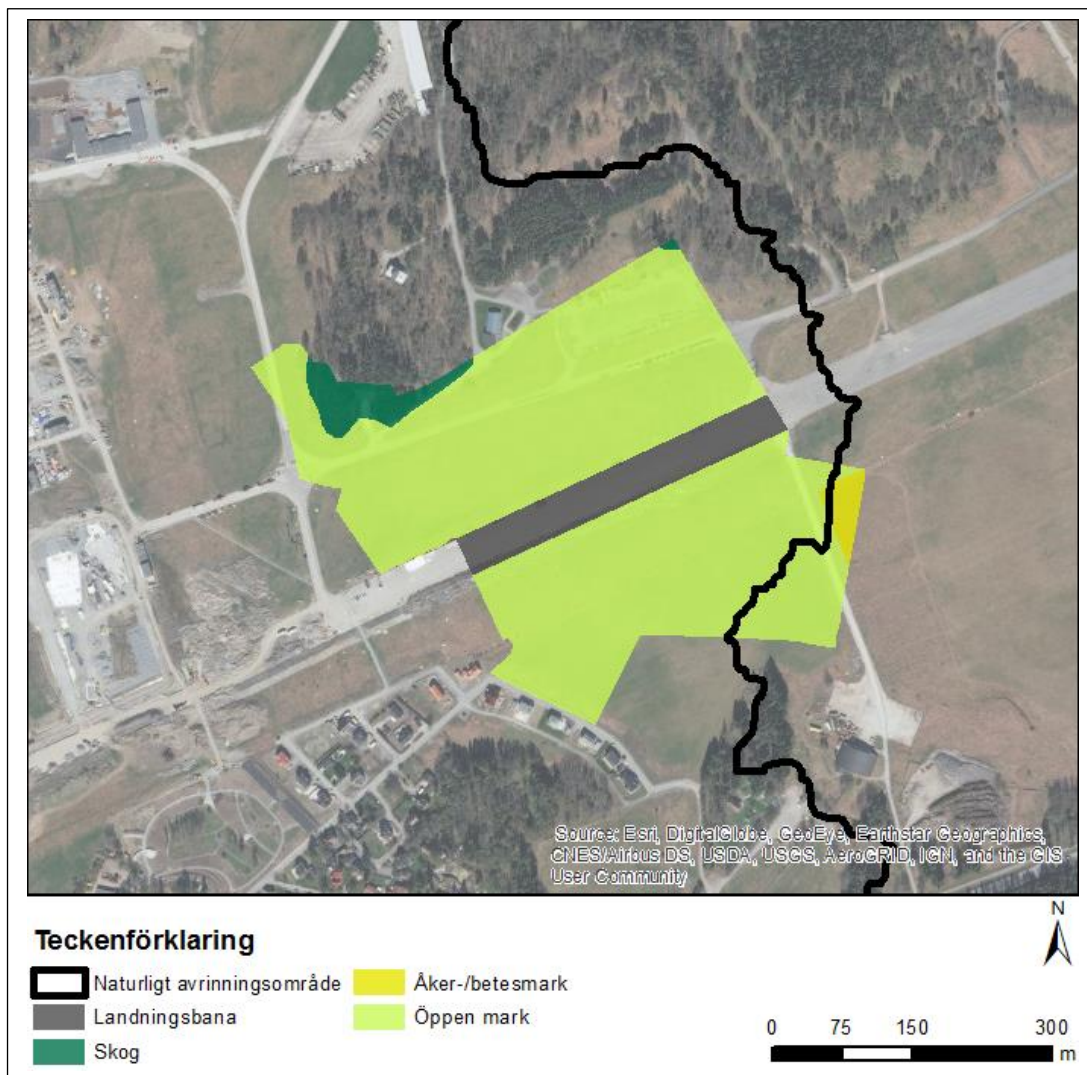 Source: Esri, DigitalGlobe, GeoEye, Earthstar Geographics,
CNES/Airbus DS, USDA, USGS, AeroGRID, IGN, and the GIS
User Community
N
Teckenförklaring
Naturligt avrinningsområde
Åker-/betesmark
Landningsbana
Öppen mark
Skog
0 75 150 300
m